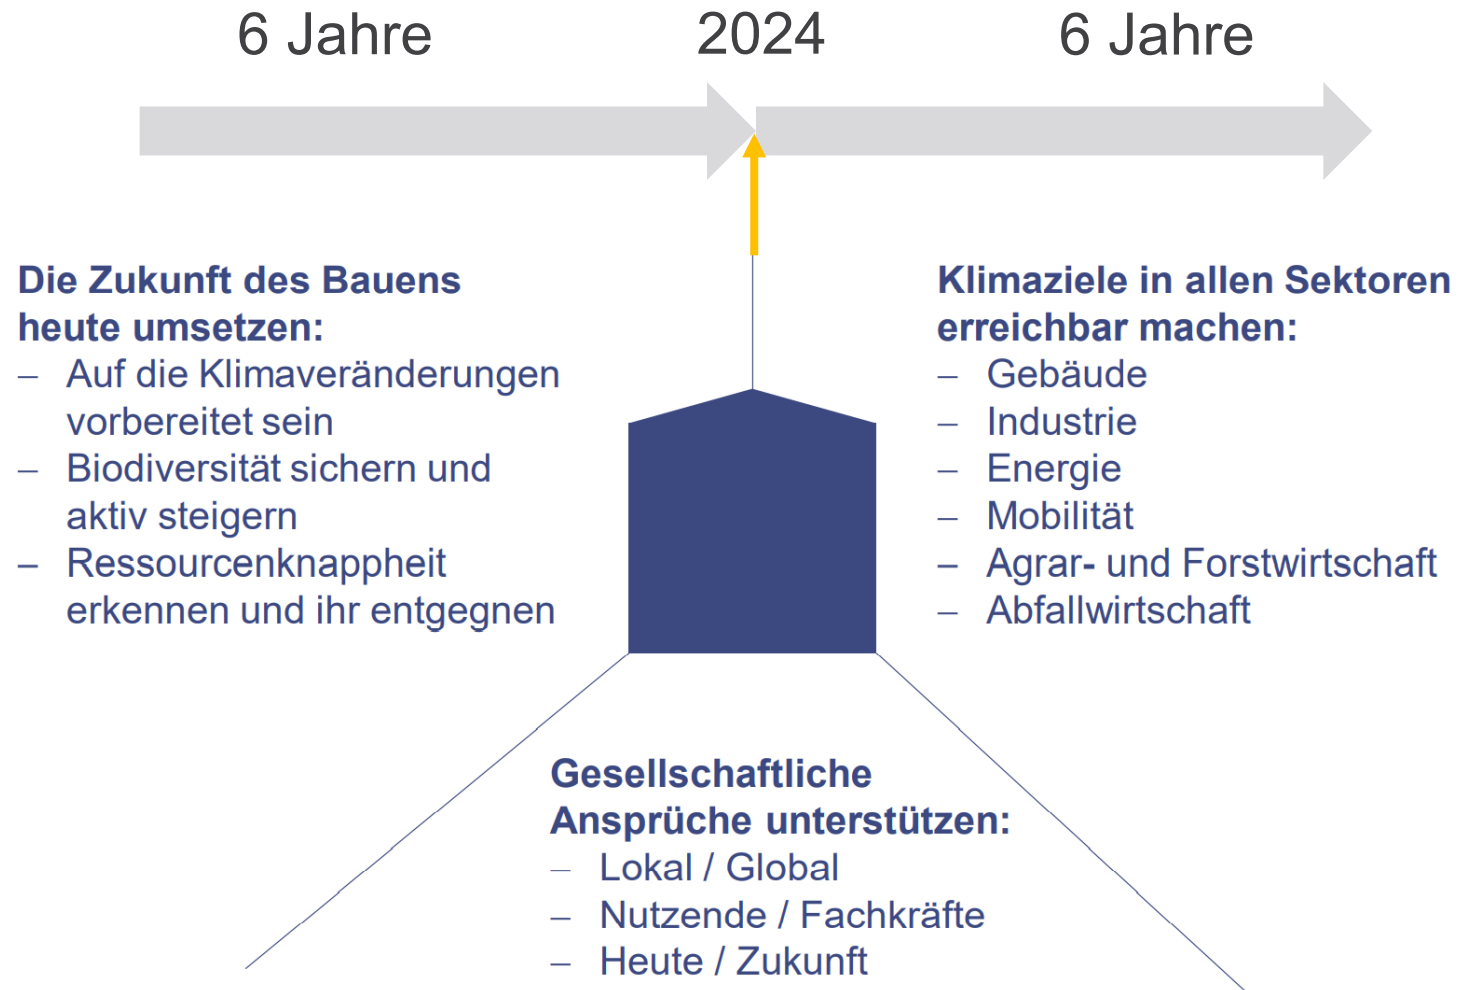 6 Jahre
2024
6 Jahre
Die Zukunft des Bauens
heute umsetzen:
– Auf die Klimaveränderungen
vorbereitet sein
– Biodiversität sichern und
aktiv steigern
– Ressourcenknappheit
erkennen und ihr entgegnen
Klimaziele in allen Sektoren
erreichbar machen:
– Gebäude
– Industrie
– Energie
– Mobilität
– Agrar- und Forstwirtschaft
– Abfallwirtschaft
Gesellschaftliche
Ansprüche unterstützen:
– Lokal / Global
– Nutzende / Fachkräfte
– Heute / Zukunft